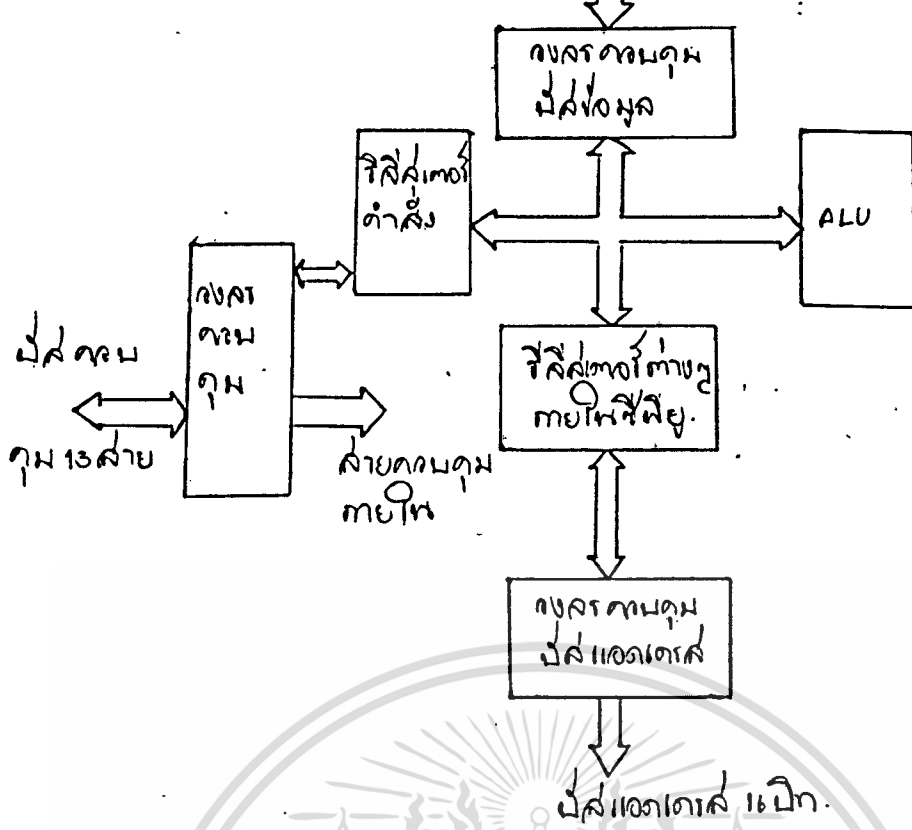 วงจรควบคุม
บัสข้อมูล
รีจิสเตอร์
คำสั่ง
ALU
วงจร
ควบ
คุม
บัสควบ
คุม 13 สาย
สายควบคุม
ภายใน
รีจิสเตอร์ต่างๆ
ภายในซีพียู.
วงจรควบคุม
บัสแอดเดรส
บัสแอดเดรส 16 บิท.